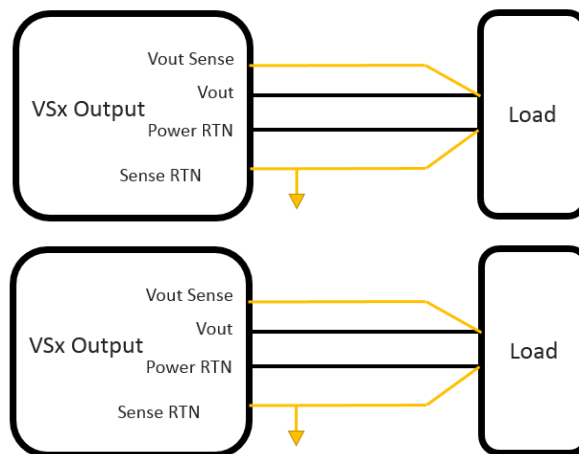 Vout Sense
Vout
VSx Output
Power RTN
Sense RTN
Load
Vout Sense
Vout
VSx Output
Power RTN
Sense RTN
Load